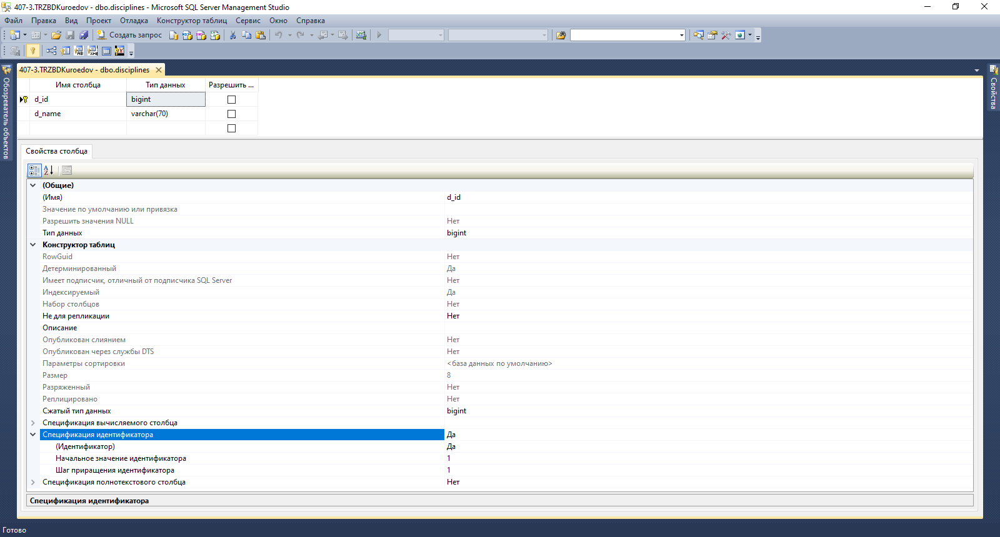 407-3.TRZBDKuroedov - dbo.disciplines - Microsoft SQL Server Management Studio
Файл Правка Вид Проект Отладка Конструктор таблиц Сервис Окно Справка
Создать запрос
407-3.TRZBDKuroedov - dbo.disciplines
Обозреватель объектов
Свойства
Имя столбца Тип данных Разрешить ...
d_id bigint
d_name varchar(70)
Свойства столбца
(Общие)
(Имя) d_id
Значение по умолчанию или привязка
Разрешить значения NULL Нет
Тип данных bigint
Конструктор таблиц
RowGuid Нет
Детерминированный Да
Имеет подписчик, отличный от подписчика SQL Server Нет
Индексируемый Да
Набор столбцов Нет
Не для репликации Нет
Описание
Опубликован слиянием Нет
Опубликован через службы DTS Нет
Параметры сортировки <база данных по умолчанию>
Размер 8
Разряженный Нет
Реплицировано Нет
Сжатый тип данных bigint
Спецификация вычисляемого столбца
Спецификация идентификатора Да
(Идентификатор) Да
Начальное значение идентификатора 1
Шаг приращения идентификатора 1
Спецификация полнотекстового столбца Нет
Спецификация идентификатора
Готово